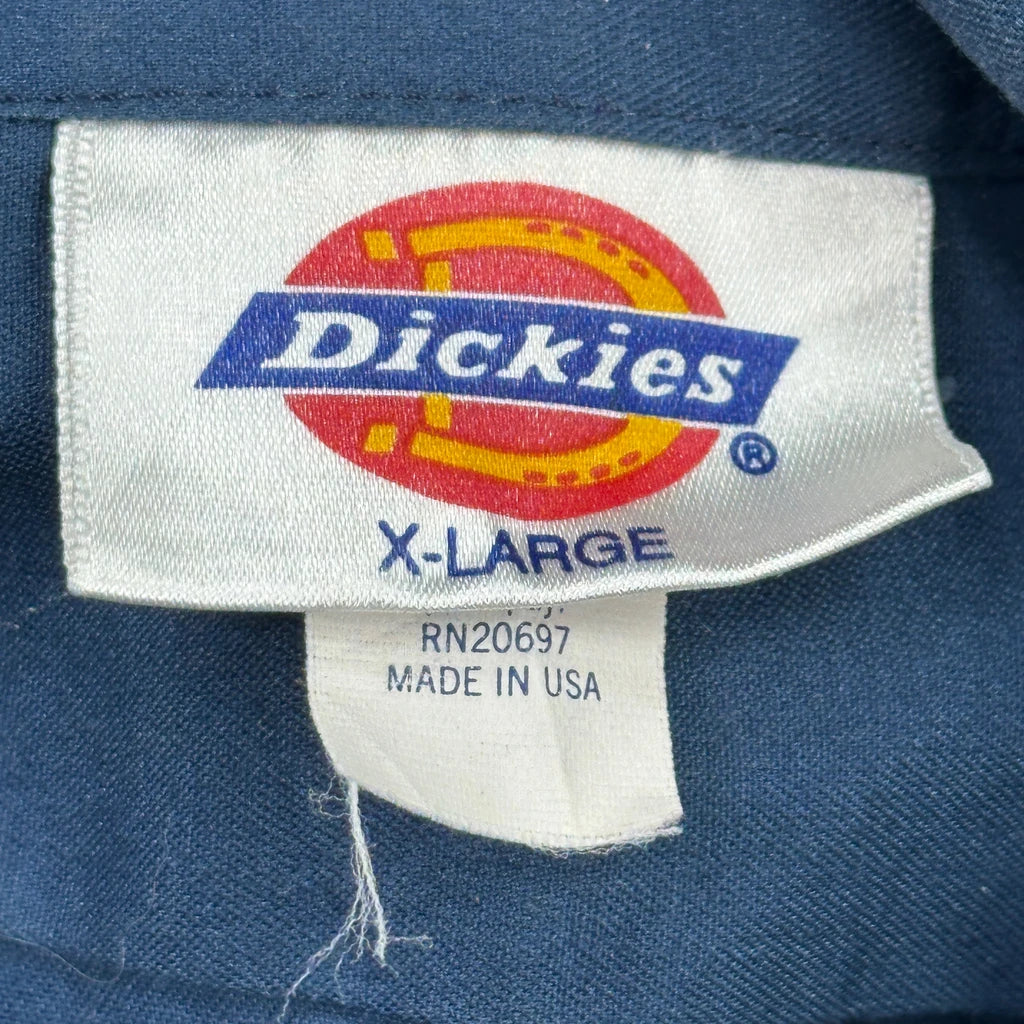 Dickies
®
X-LARGE
RN20697
MADE IN USA